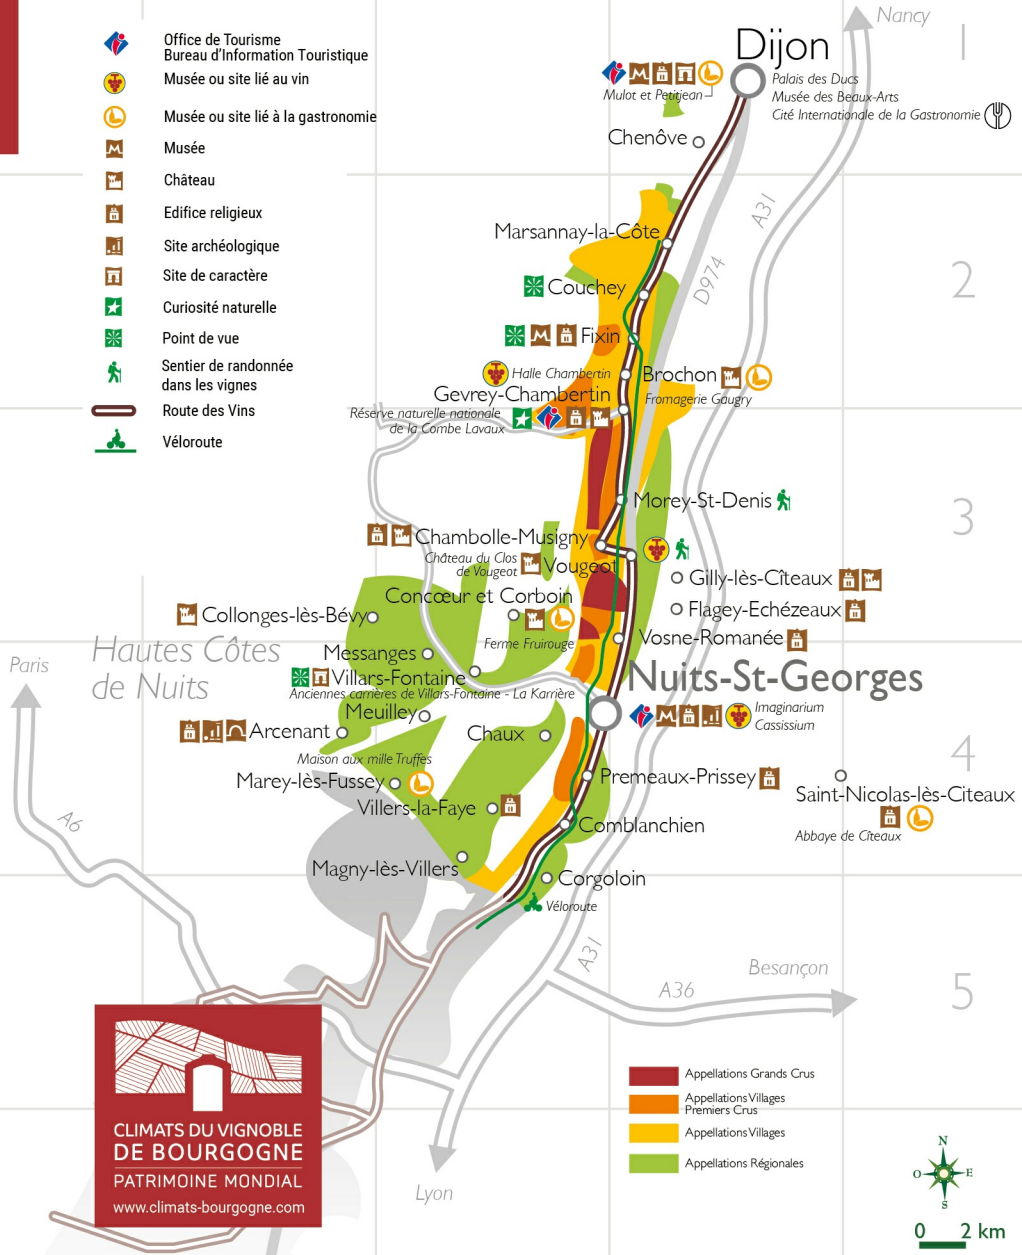 Office de Tourisme
Bureau d'Information Touristique
Musée ou site lié au vin
Musée ou site lié à la gastronomie
Musée
Château
Edifice religieux
Site archéologique
Site de caractère
Curiosité naturelle
Point de vue
Sentier de randonnée
dans les vignes
Route des Vins
Véloroute
Nancy
1
Dijon
Palais des Ducs
Musée des Beaux-Arts
Cité Internationale de la Gastronomie
Mulot et Petitjean
Chenôve
A31
Marsannay-la-Côte
D974
2
Couchey
Fixin
Halle Chambertin
Brochon
Fromagerie Gaugry
Gevrey-Chambertin
Réserve naturelle nationale
de la Combe Lavaux
Morey-St-Denis
3
Chambolle-Musigny
Château du Clos
de Vougeot
Vougeot
Gilly-lès-Cîteaux
Concœur et Corboin
Flagey-Echézeaux
Collonges-lès-Bévy
Ferme Fruirouge
Vosne-Romanée
Hautes Côtes
de Nuits
Paris
Messanges
Villars-Fontaine
Anciennes carrières de Villars-Fontaine - La Karrière
Nuits-St-Georges
Imaginarium
Cassissium
Meuilley
Arcenant
Chaux
4
Maison aux mille Truffes
Marey-lès-Fussey
Premeaux-Prissey
Saint-Nicolas-lès-Citeaux
Abbaye de Cîteaux
Villers-la-Faye
A6
Comblanchien
Magny-lès-Villers
Corgoloin
Véloroute
A31
Besançon
A36
5
Appellations Grands Crus
Appellations Villages
Premiers Crus
Appellations Villages
Appellations Régionales
CLIMATS DU VIGNOBLE
DE BOURGOGNE
PATRIMOINE MONDIAL
www.climats-bourgogne.com
Lyon
N
O
E
S
0 2 km